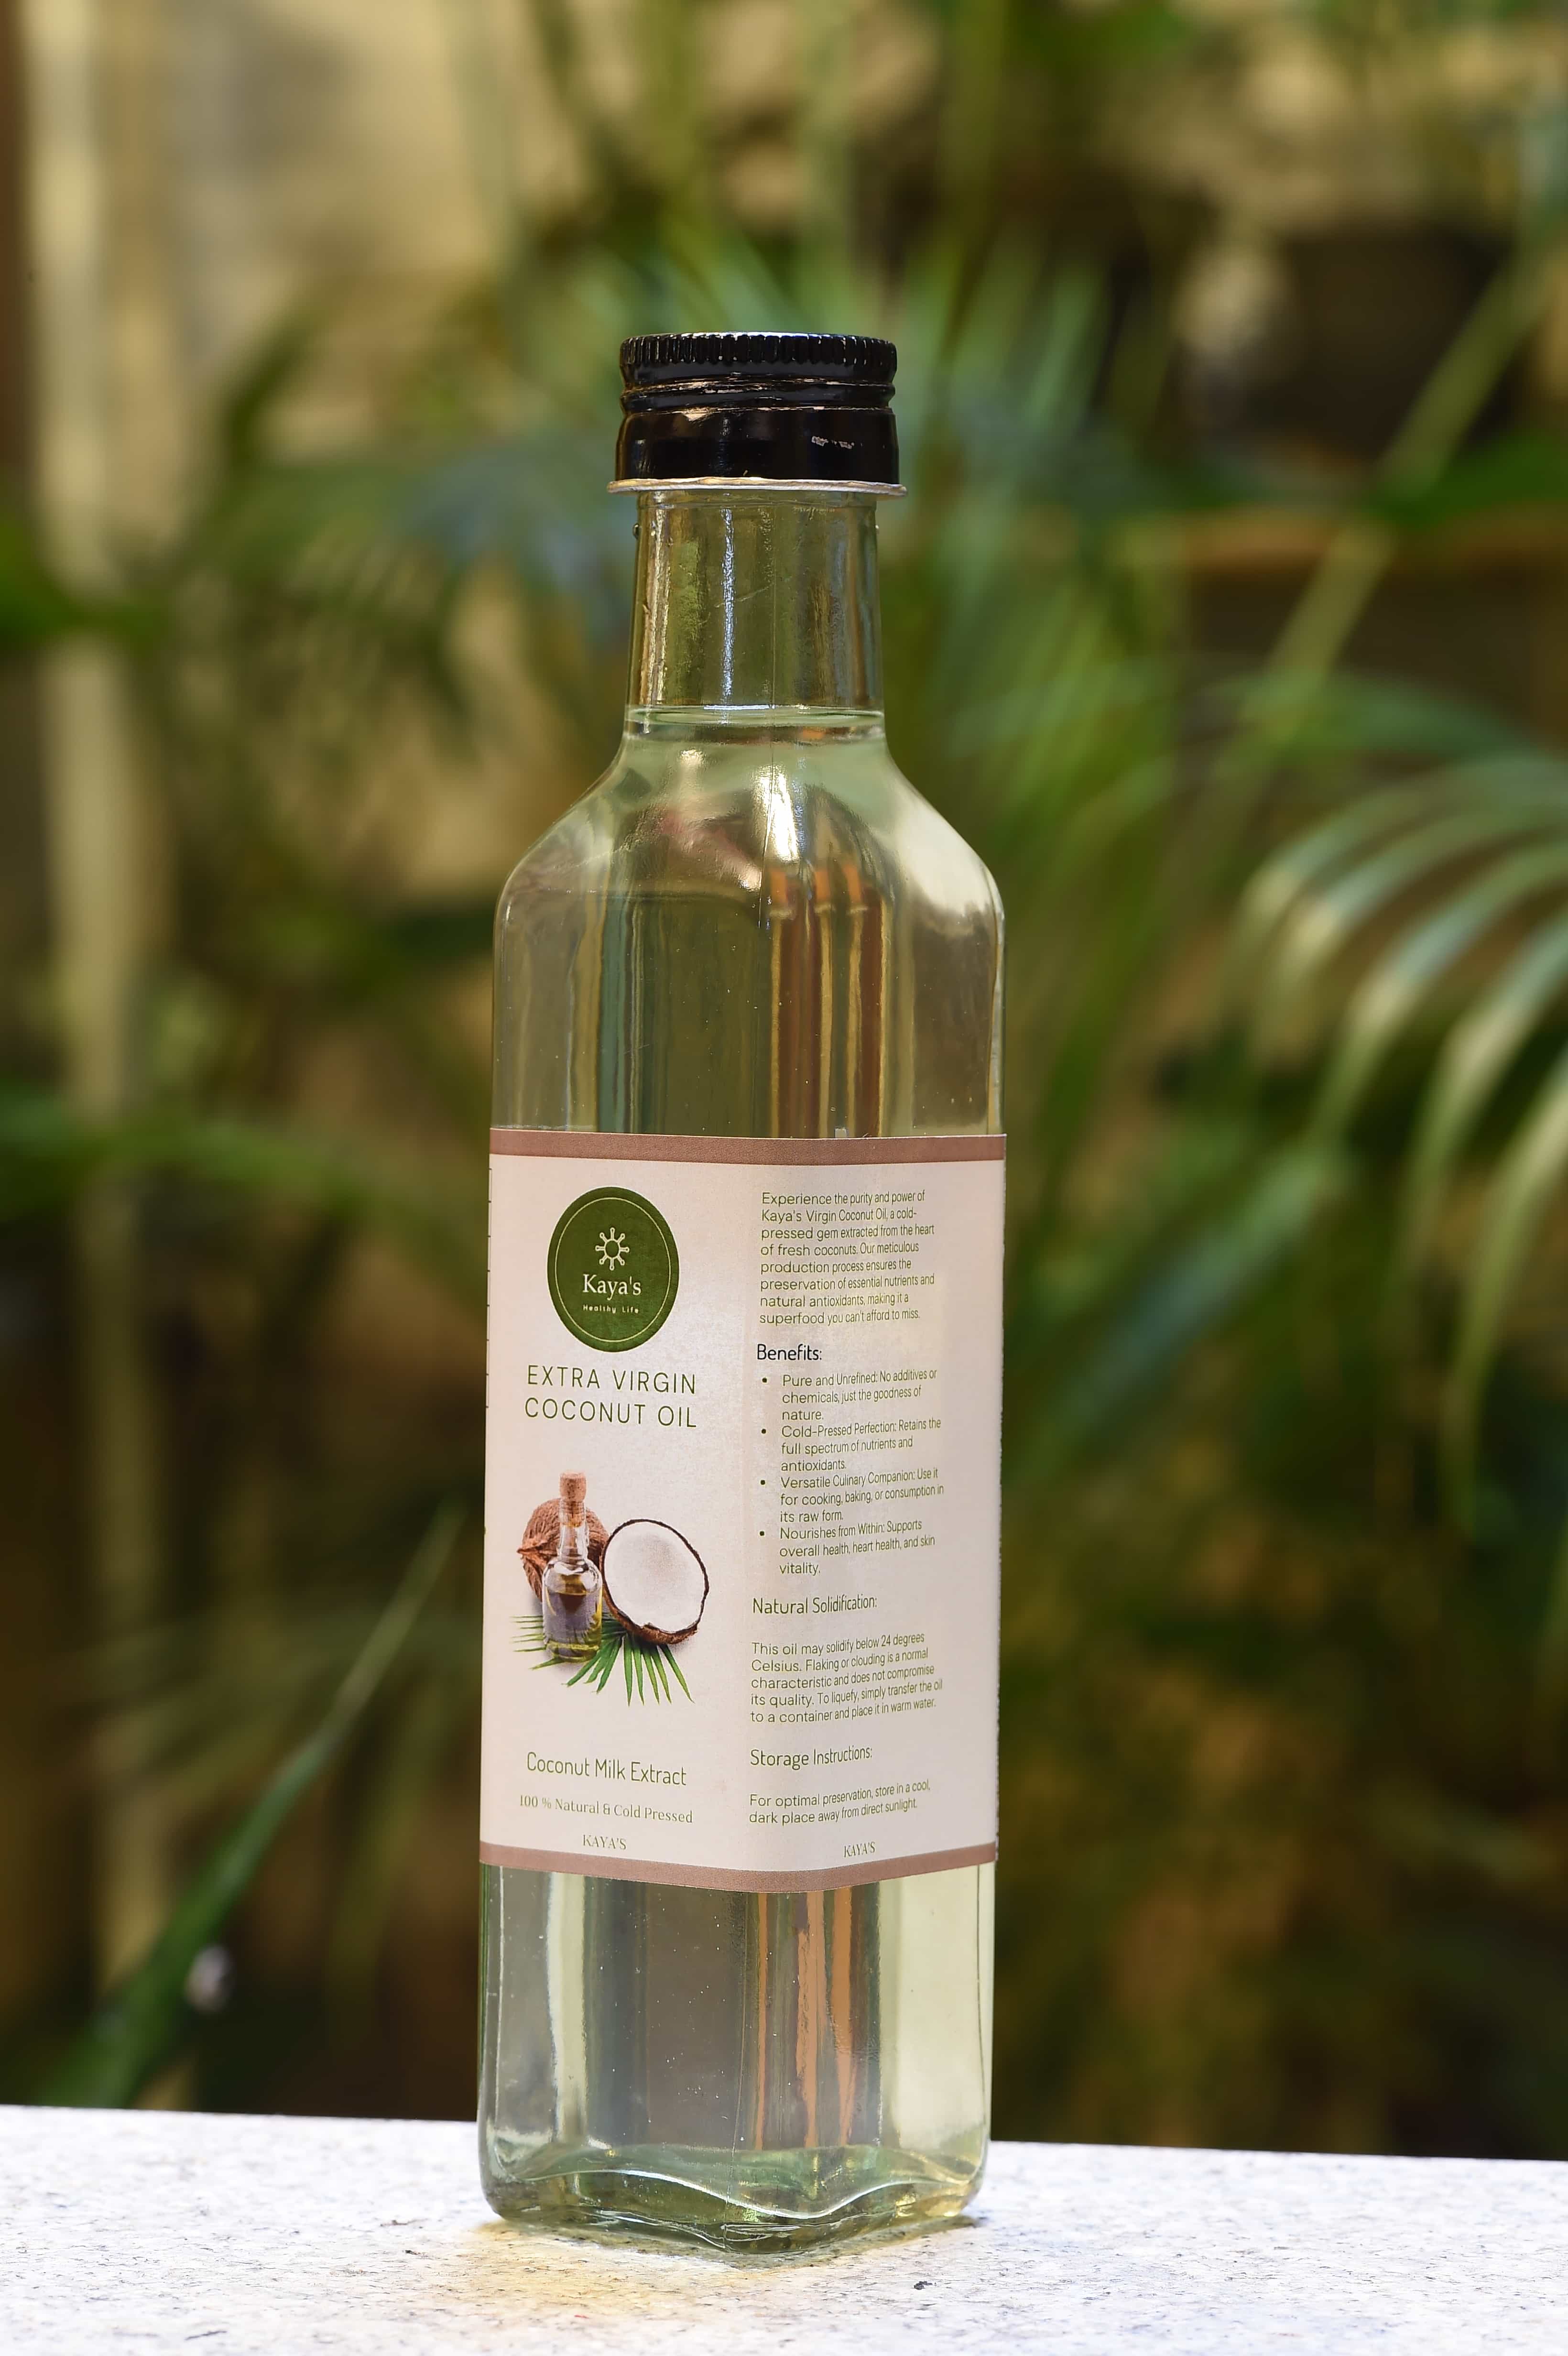 Kaya's
Healthy Life
EXTRA VIRGIN
COCONUT OIL
Coconut Milk Extract
100 % Natural & Cold Pressed
KAYA'S
Experience the purity and power of
Kaya's Virgin Coconut Oil, a cold-
pressed gem extracted from the heart
of fresh coconuts. Our meticulous
production process ensures the
preservation of essential nutrients and
natural antioxidants, making it a
superfood you can't afford to miss.
Benefits:
• Pure and Unrefined: No additives or
chemicals, just the goodness of
nature.
• Cold-Pressed Perfection: Retains the
full spectrum of nutrients and
antioxidants.
• Versatile Culinary Companion: Use it
for cooking, baking, or consumption in
its raw form.
• Nourishes from Within: Supports
overall health, heart health, and skin
vitality.
Natural Solidification:
This oil may solidify below 24 degrees
Celsius. Flaking or clouding is a normal
characteristic and does not compromise
its quality. To liquefy, simply transfer the oil
to a container and place it in warm water.
Storage Instructions:
For optimal preservation, store in a cool,
dark place away from direct sunlight.
KAYA'S